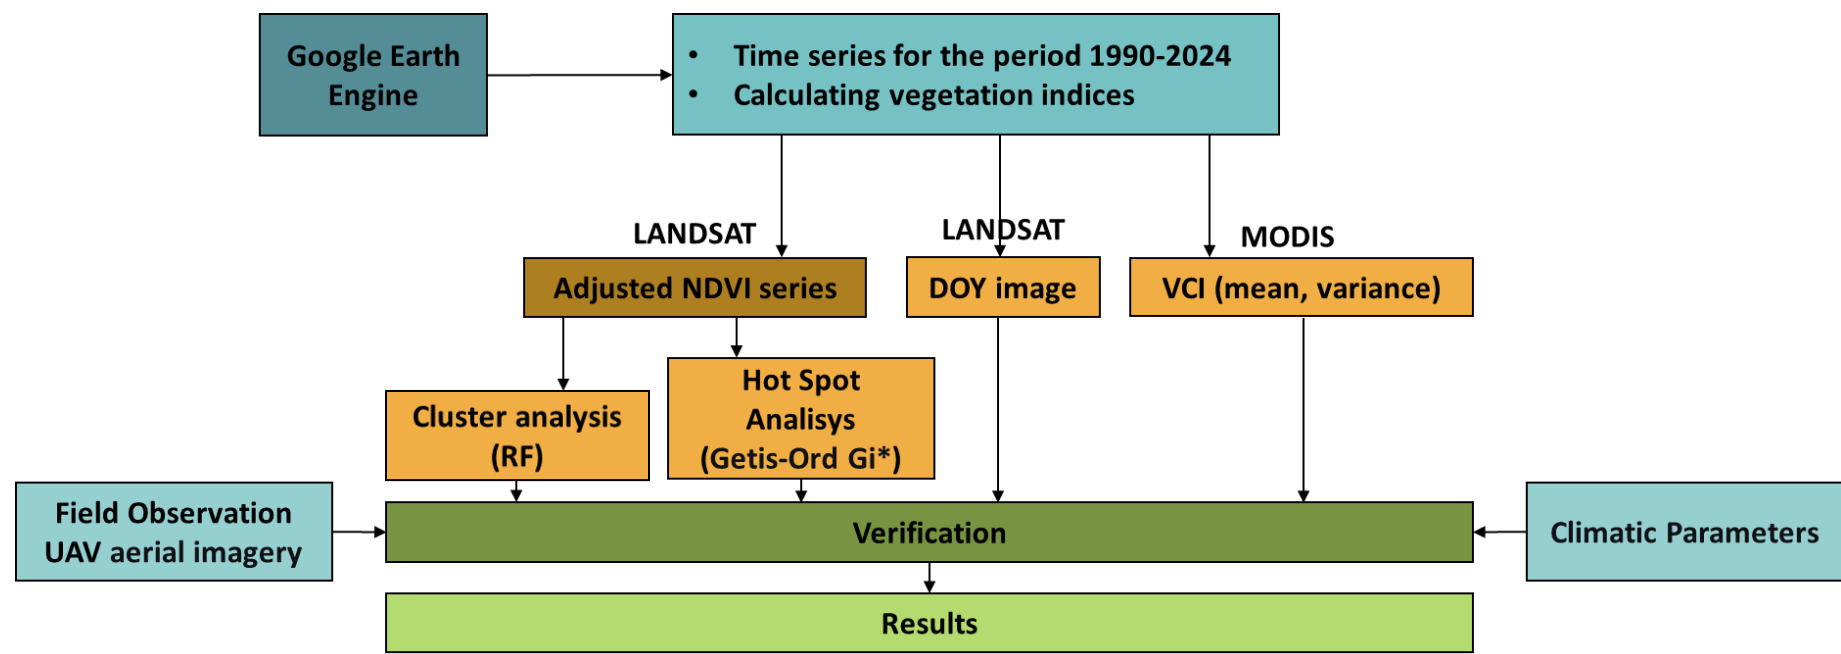 Google Earth
Engine
• Time series for the period 1990-2024
• Calculating vegetation indices
LANDSAT
LANDSAT
MODIS
Adjusted NDVI series
DOY image
VCI (mean, variance)
Cluster analysis
(RF)
Hot Spot
Analisys
(Getis-Ord Gi*)
Field Observation
UAV aerial imagery
Verification
Climatic Parameters
Results